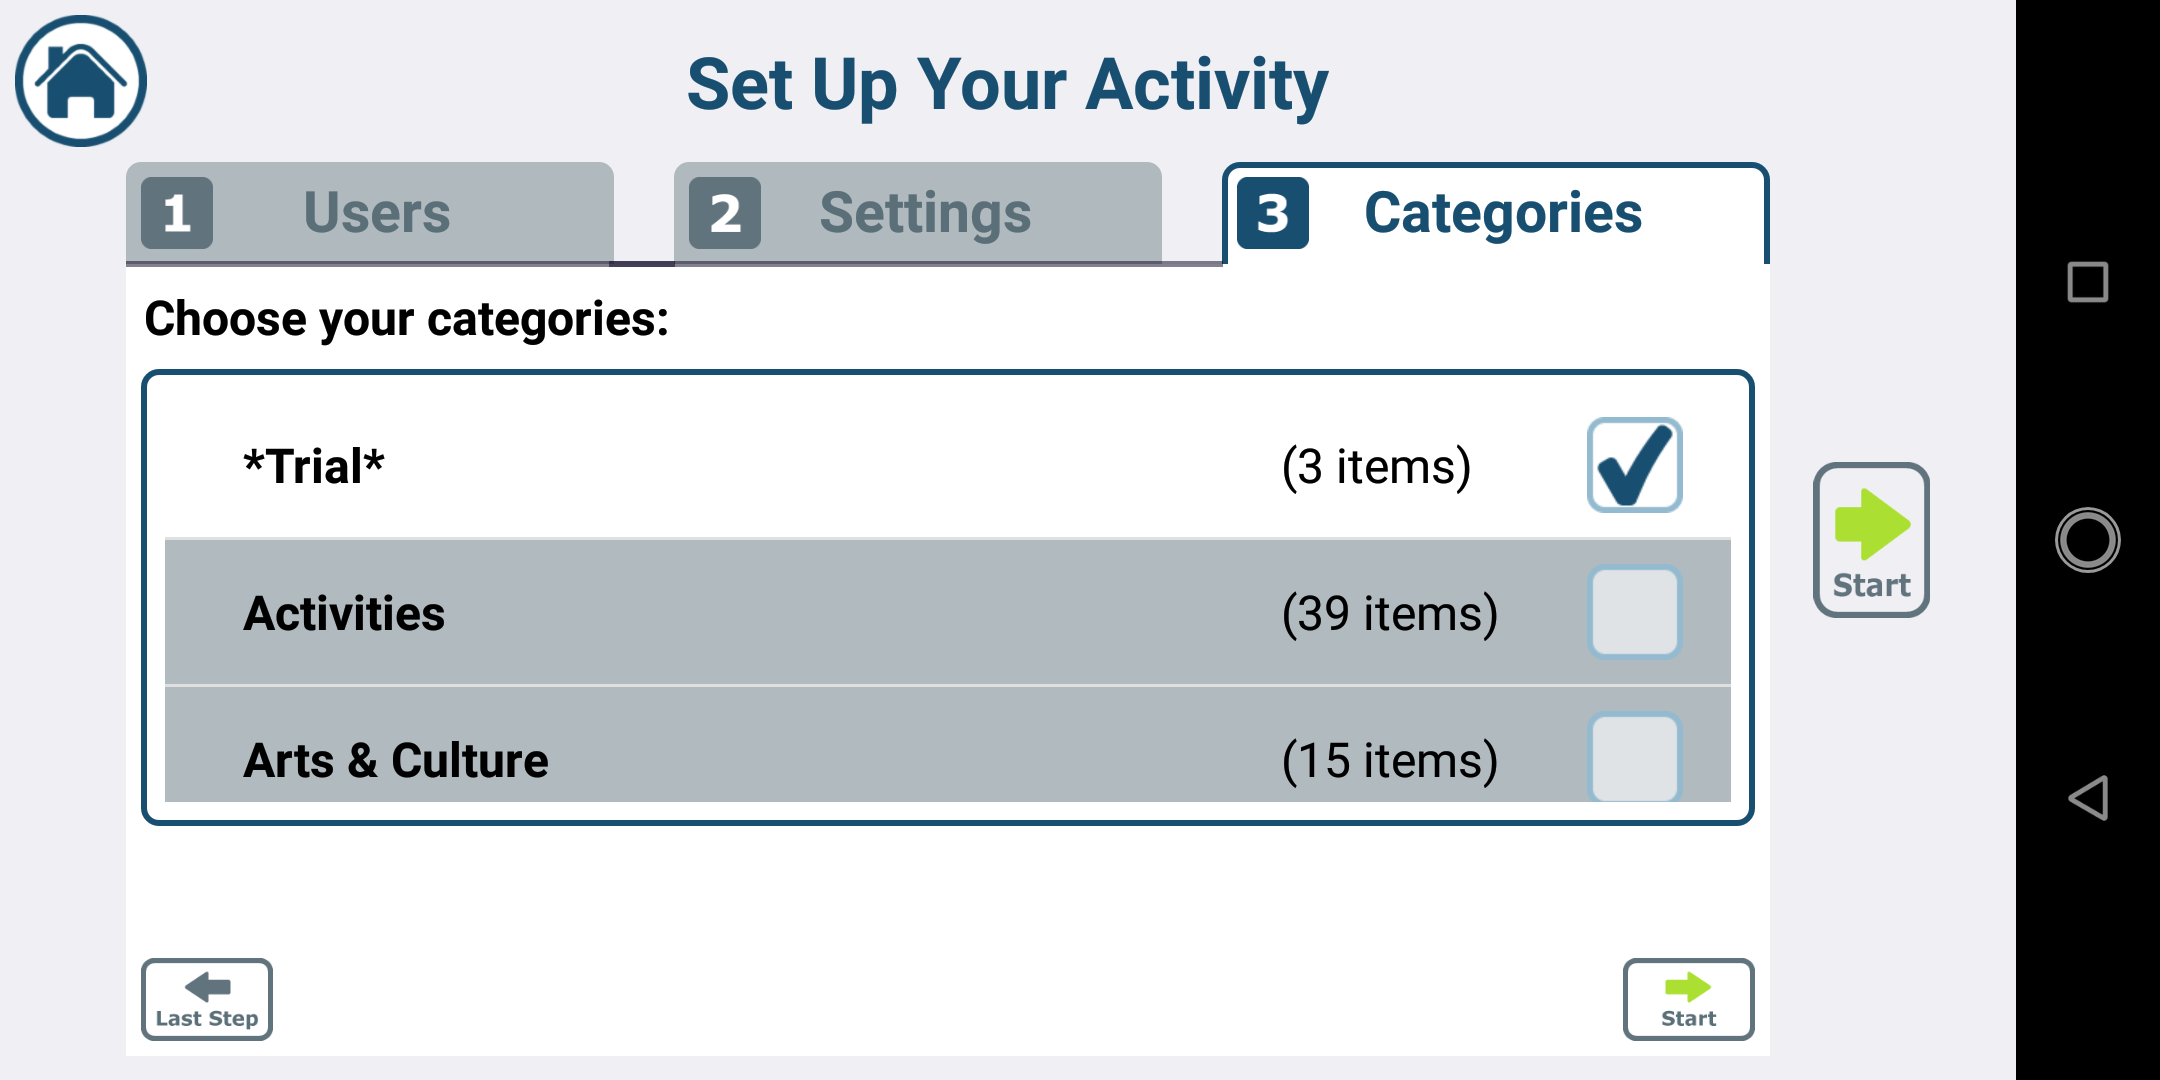 Set Up Your Activity
1 Users
2 Settings
3 Categories
Choose your categories:
*Trial* (3 items)
Activities (39 items)
Arts & Culture (15 items)
Start
Last Step
Start